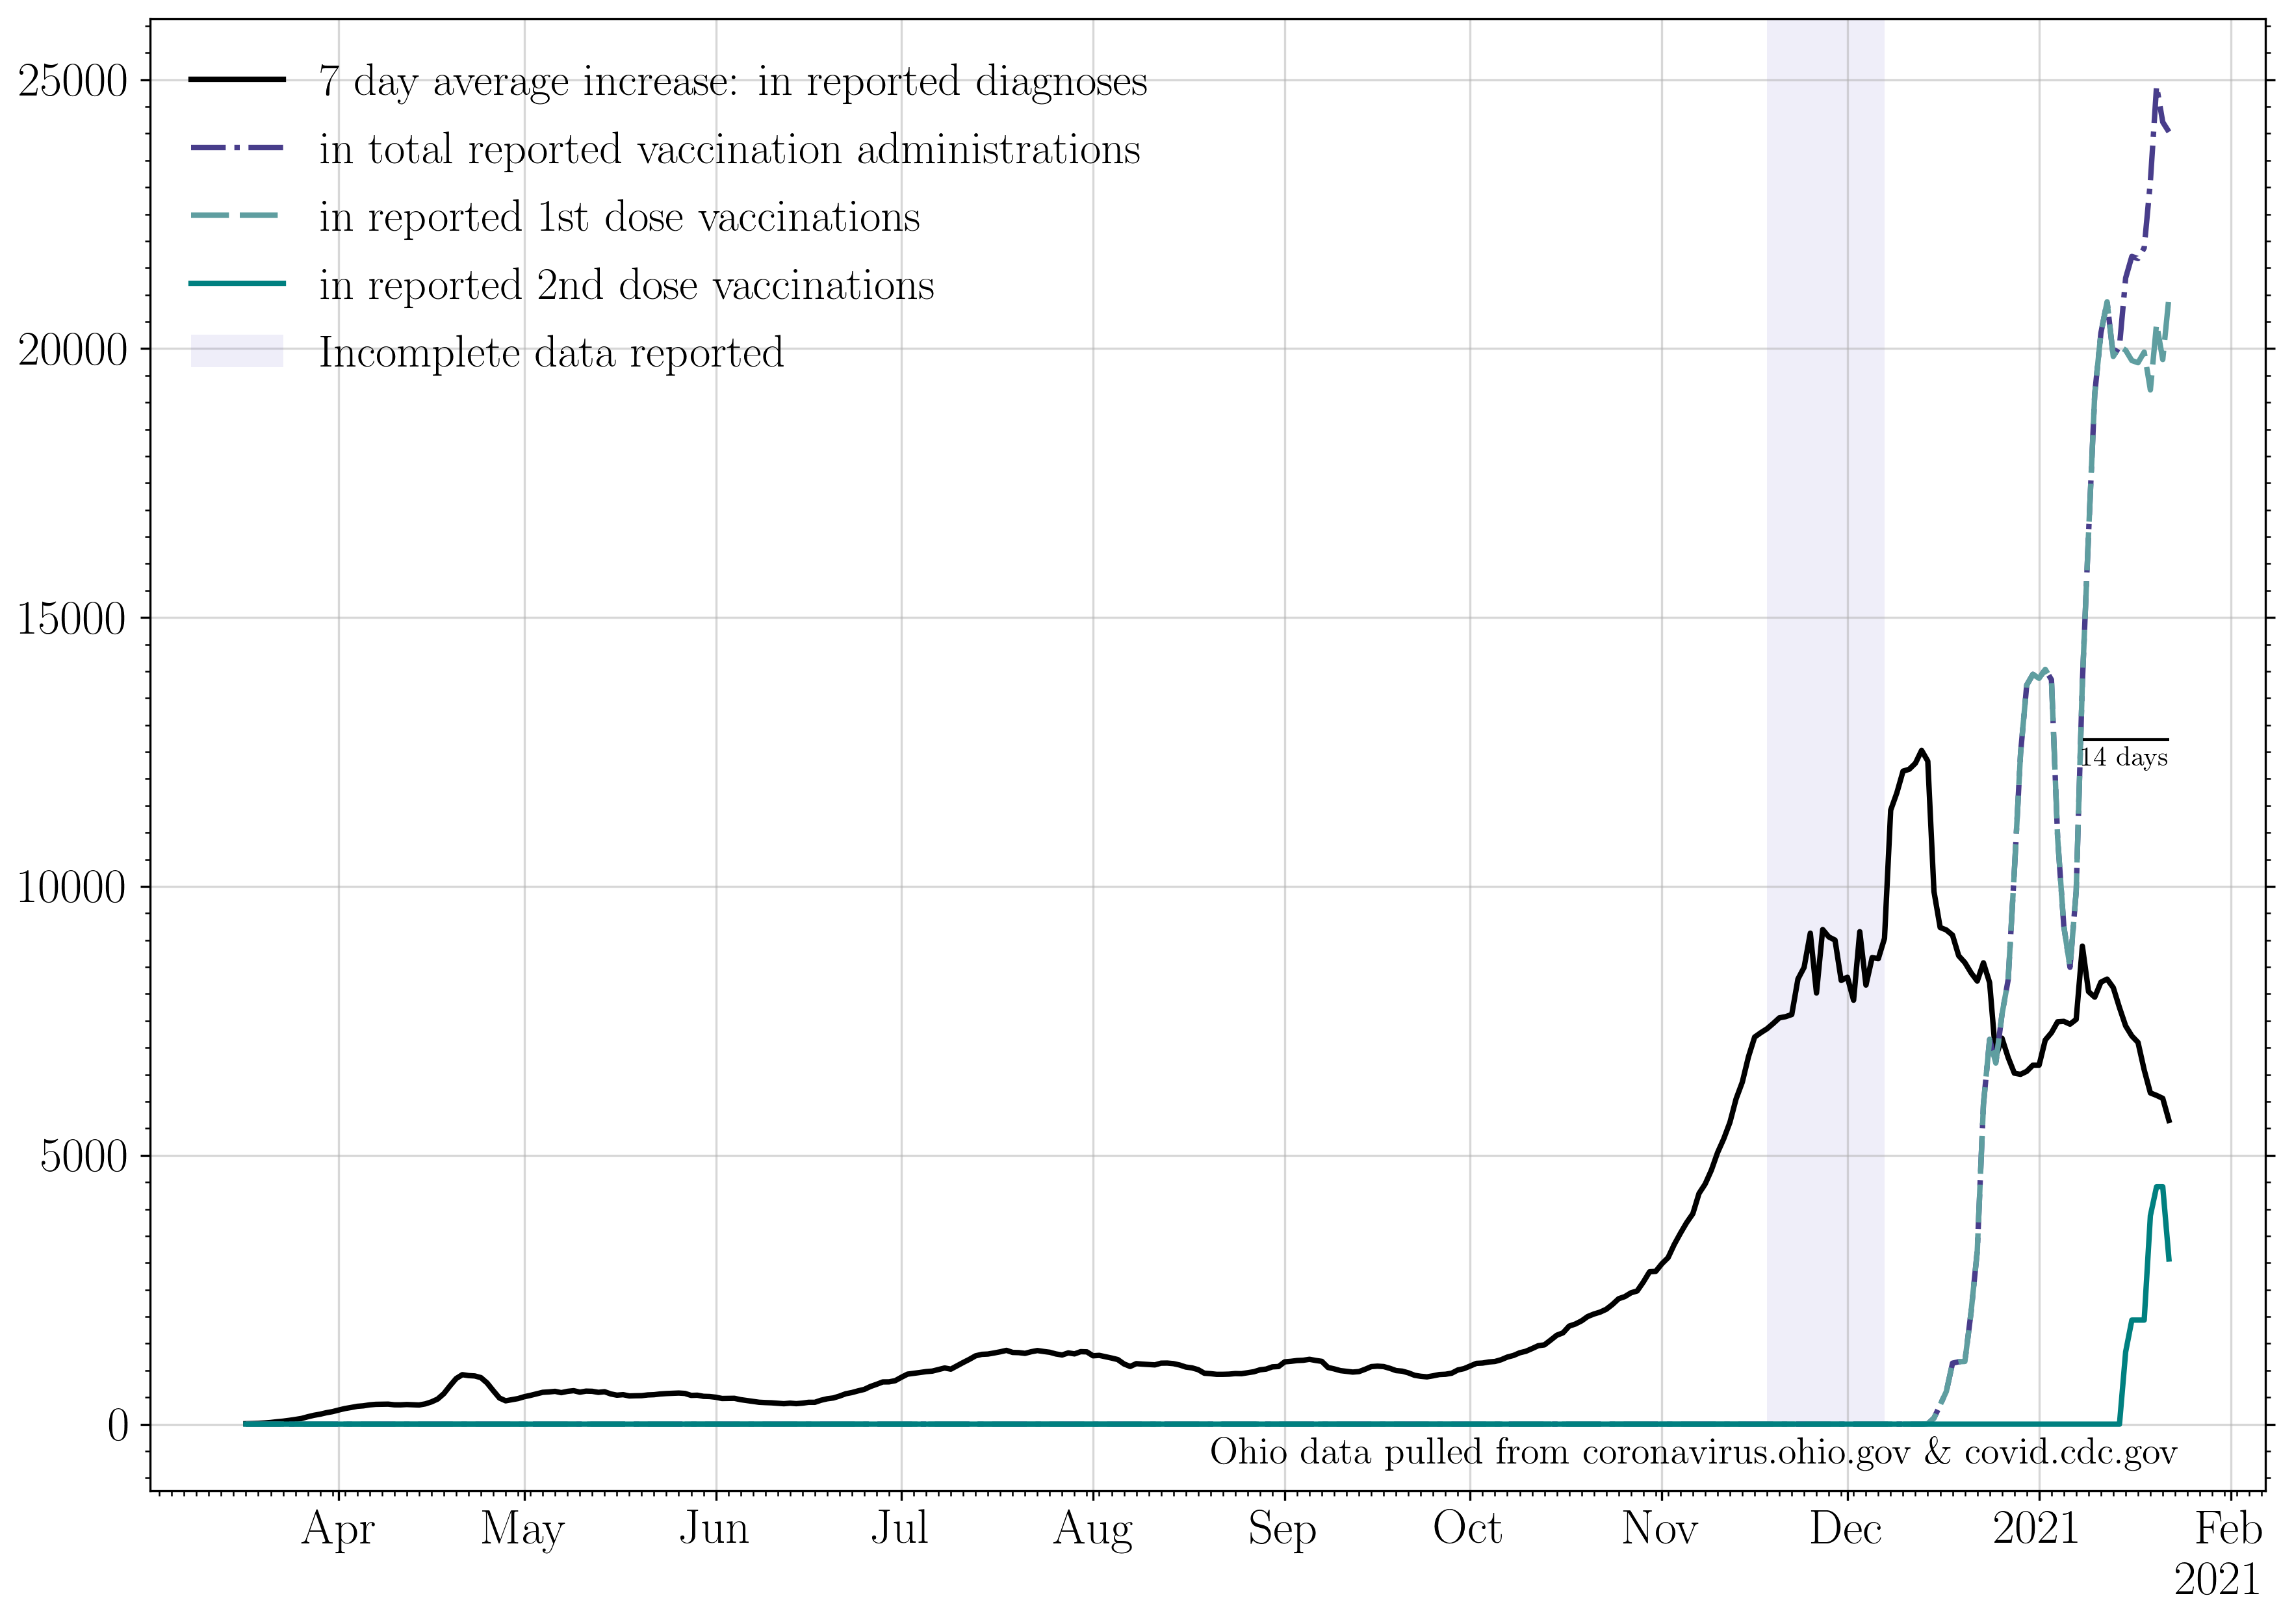 25000
20000
15000
10000
5000
0
7 day average increase: in reported diagnoses
in total reported vaccination administrations
in reported 1st dose vaccinations
in reported 2nd dose vaccinations
Incomplete data reported
14 days
Ohio data pulled from coronavirus.ohio.gov & covid.cdc.gov
Apr May Jun Jul Aug Sep Oct Nov Dec 2021 Feb
2021